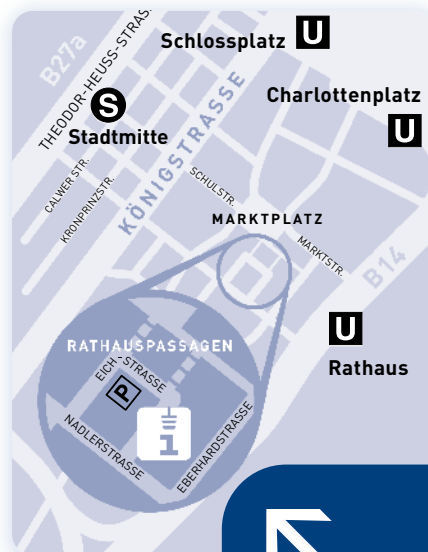 Schlossplatz U
B27a
THEODOR-HEUSS-STRAS
S
Stadtmitte
Charlottenplatz
U
CALWER STR.
KRONPRINZSTR.
KÖNIGSTRASSE
SCHULSTR.
MARKTPLATZ
MARKTSTR.
B14
U
Rathaus
RATHAUSPASSAGEN
EICH-STRASSE
P
i
NADLERSTRASSE
EBERHARDSTRASSE